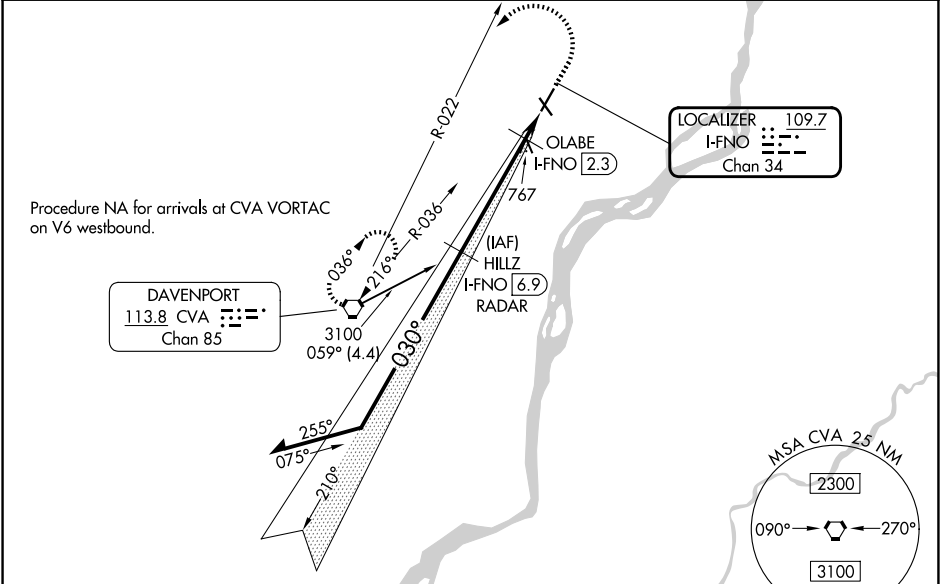 R-022
LOCALIZER 109.7
I-FNO
Chan 34
OLABE
I-FNO 2.3
767
Procedure NA for arrivals at CVA VORTAC
on V6 westbound.
R-036
036°
216°
(IAF)
HILLZ
I-FNO 6.9
RADAR
DAVENPORT
113.8 CVA
Chan 85
3100
059° (4.4)
030°
255°
075°
210°
MSA CVA 25 NM
2300
090°
270°
3100